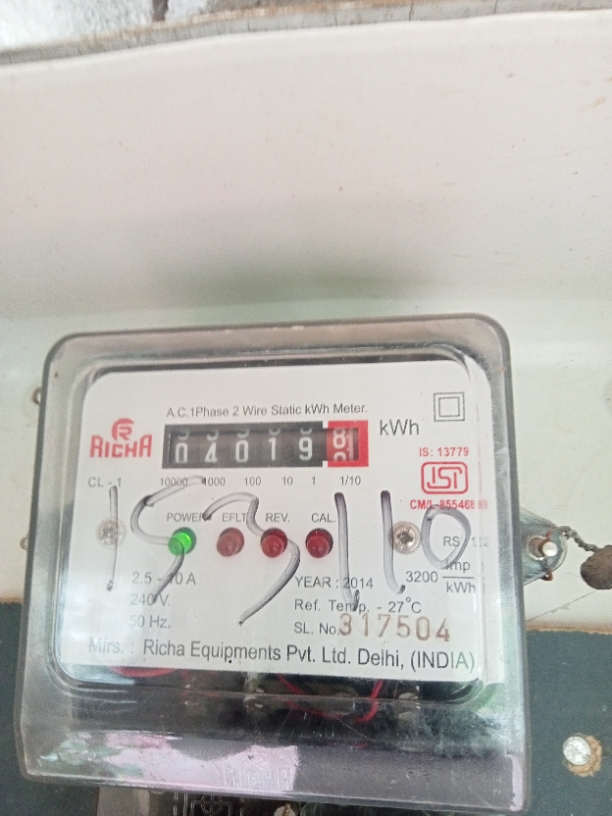 A.C.1Phase 2 Wire Static kWh Meter.
RICHA
04019 kWh
IS: 13779
ISI
CL - 1 10000 1000 100 10 1 1/10
POWER EFLT REV. CAL.
153110
2.5 - 10 A YEAR : 2014 3200 Imp/kWh
240 V. Ref. Temp. - 27°C
50 Hz. SL. No. 317504
Mfrs. : Richa Equipments Pvt. Ltd. Delhi, (INDIA)